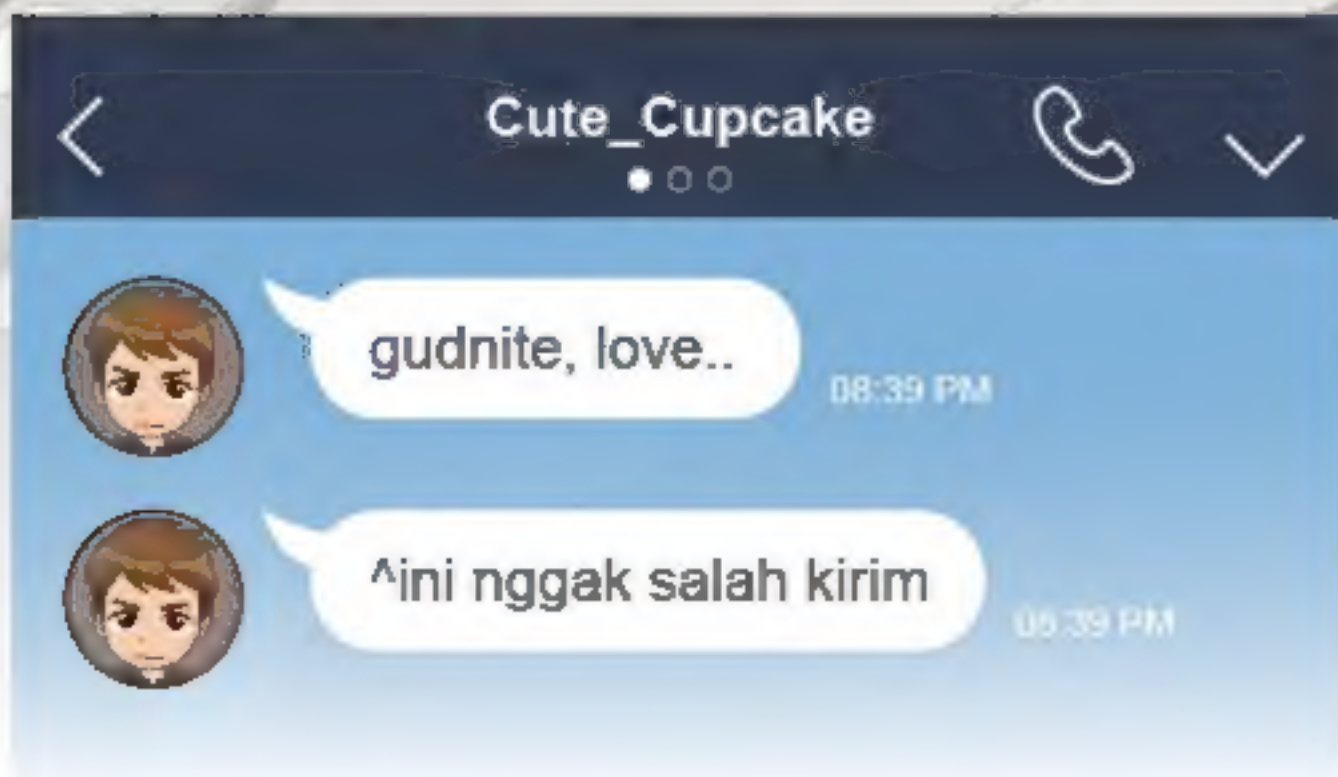 Cute_Cupcake
gudnite, love..
08:39 PM
^ini nggak salah kirim
08:39 PM